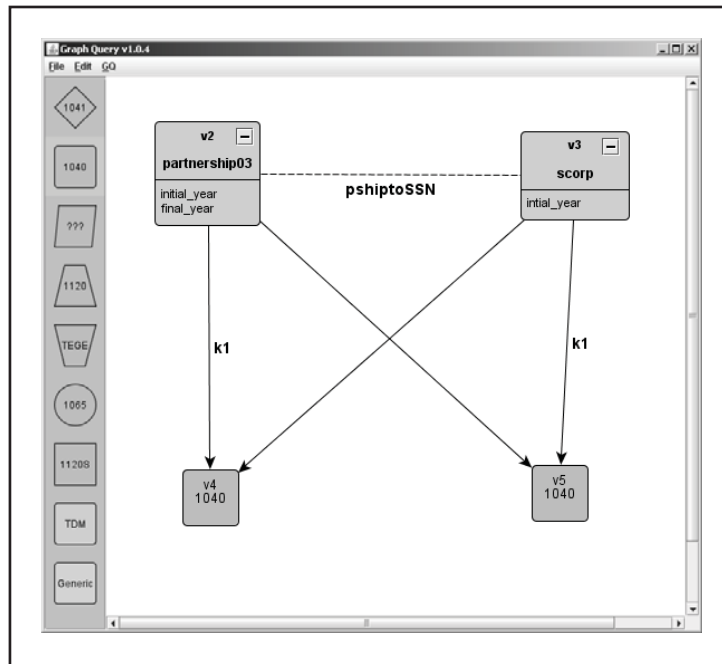 Graph Query v1.0.4
File Edit GQ
1041
1040
???
1120
TEGE
1065
1120S
TDM
Generic
v2
partnership03
initial_year
final_year
pshiptoSSN
v3
scorp
intial_year
k1
k1
v4
1040
v5
1040